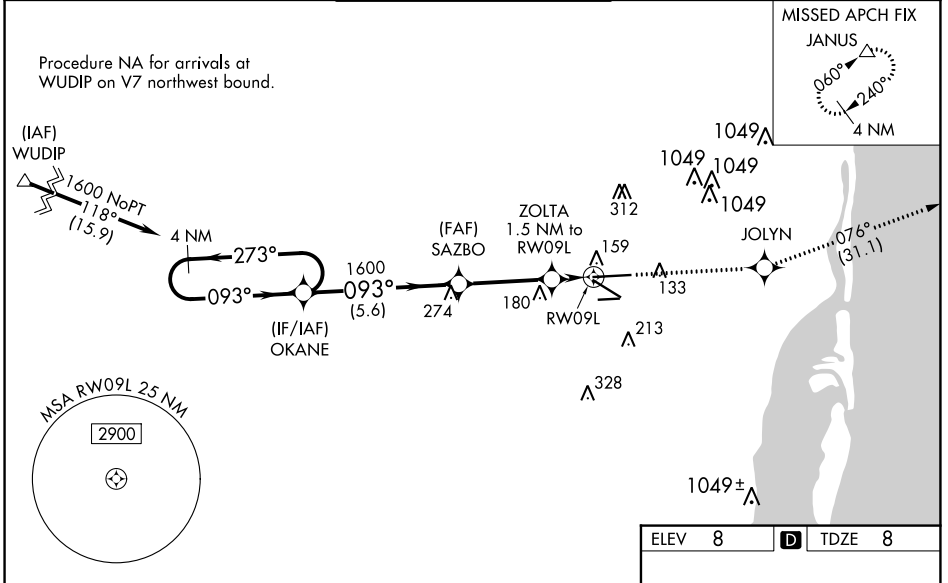 MISSED APCH FIX
JANUS
060°
240°
4 NM
Procedure NA for arrivals at
WUDIP on V7 northwest bound.
(IAF)
WUDIP
1600 NoPT
118°
(15.9)
4 NM
273°
093°
(IF/IAF)
OKANE
1600
093°
(5.6)
(FAF)
SAZBO
274
ZOLTA
1.5 NM to
RW09L
180
159
RW09L
312
133
213
328
1049
1049
1049
1049
JOLYN
076°
(31.1)
1049±
MSA RW09L 25 NM
2900
ELEV 8 D TDZE 8